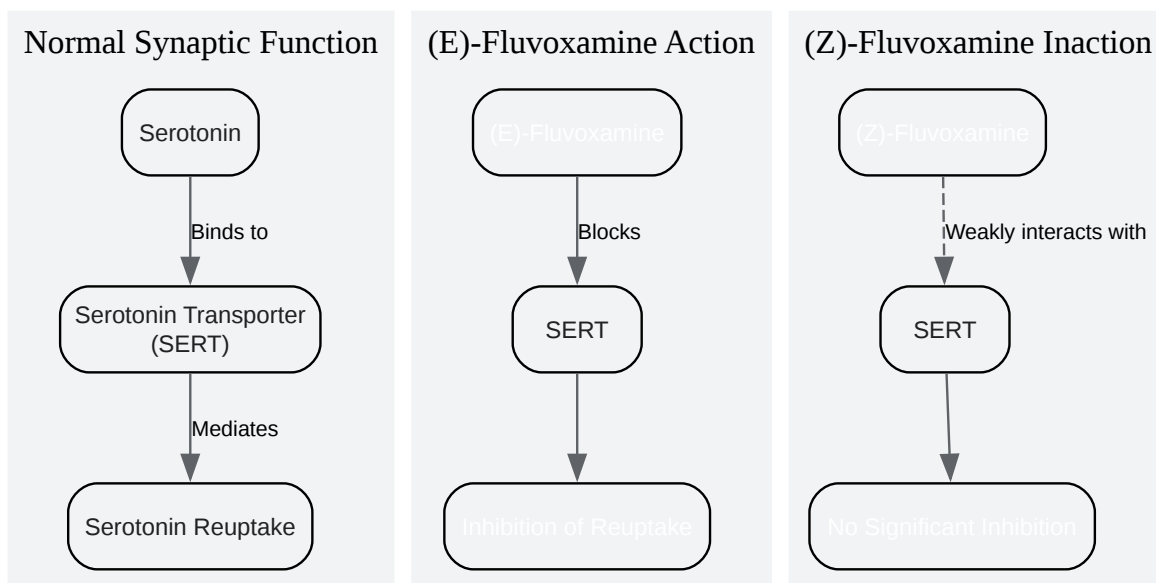 Normal Synaptic Function
Serotonin
Binds to
Serotonin Transporter
(SERT)
Mediates
Serotonin Reuptake
(E)-Fluvoxamine Action
(E)-Fluvoxamine
Blocks
SERT
Inhibition of Reuptake
(Z)-Fluvoxamine Inaction
(Z)-Fluvoxamine
Weakly interacts with
SERT
No Significant Inhibition